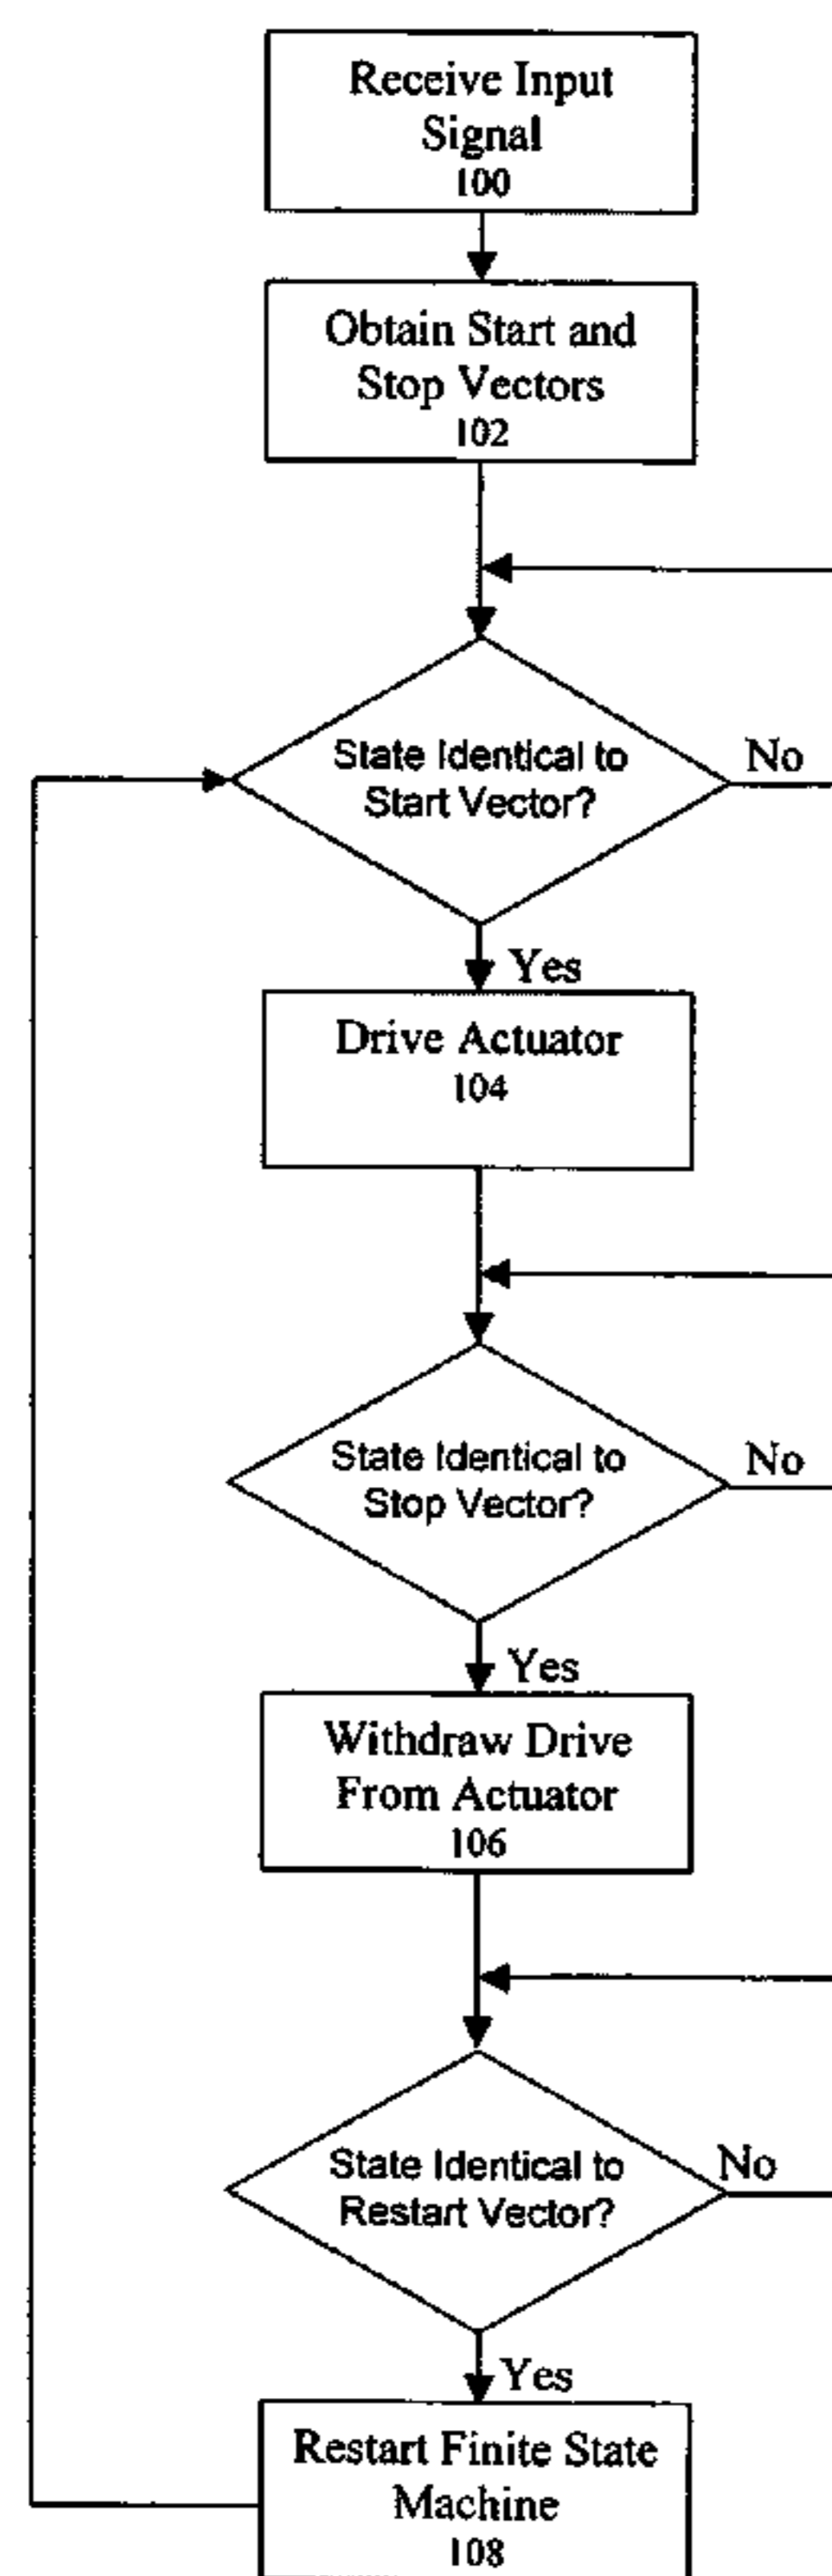 Receive Input
Signal
100
Obtain Start and
Stop Vectors
102
State Identical to
Start Vector?
No
Yes
Drive Actuator
104
State Identical to
Stop Vector?
No
Yes
Withdraw Drive
From Actuator
106
State Identical to
Restart Vector?
No
Yes
Restart Finite State
Machine
108